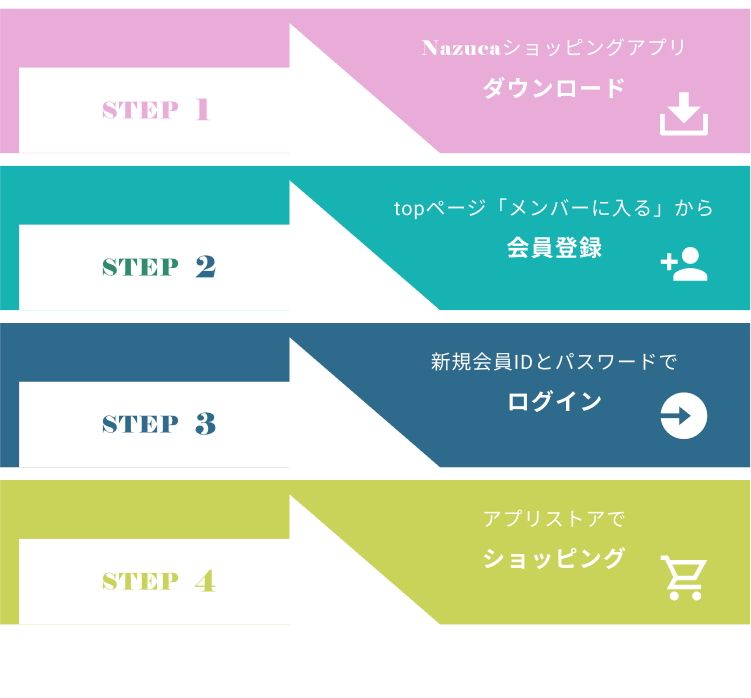 STEP 1
Nazucaショッピングアプリ
ダウンロード
STEP 2
topページ「メンバーに入る」から
会員登録
STEP 3
新規会員IDとパスワードで
ログイン
STEP 4
アプリストアで
ショッピング